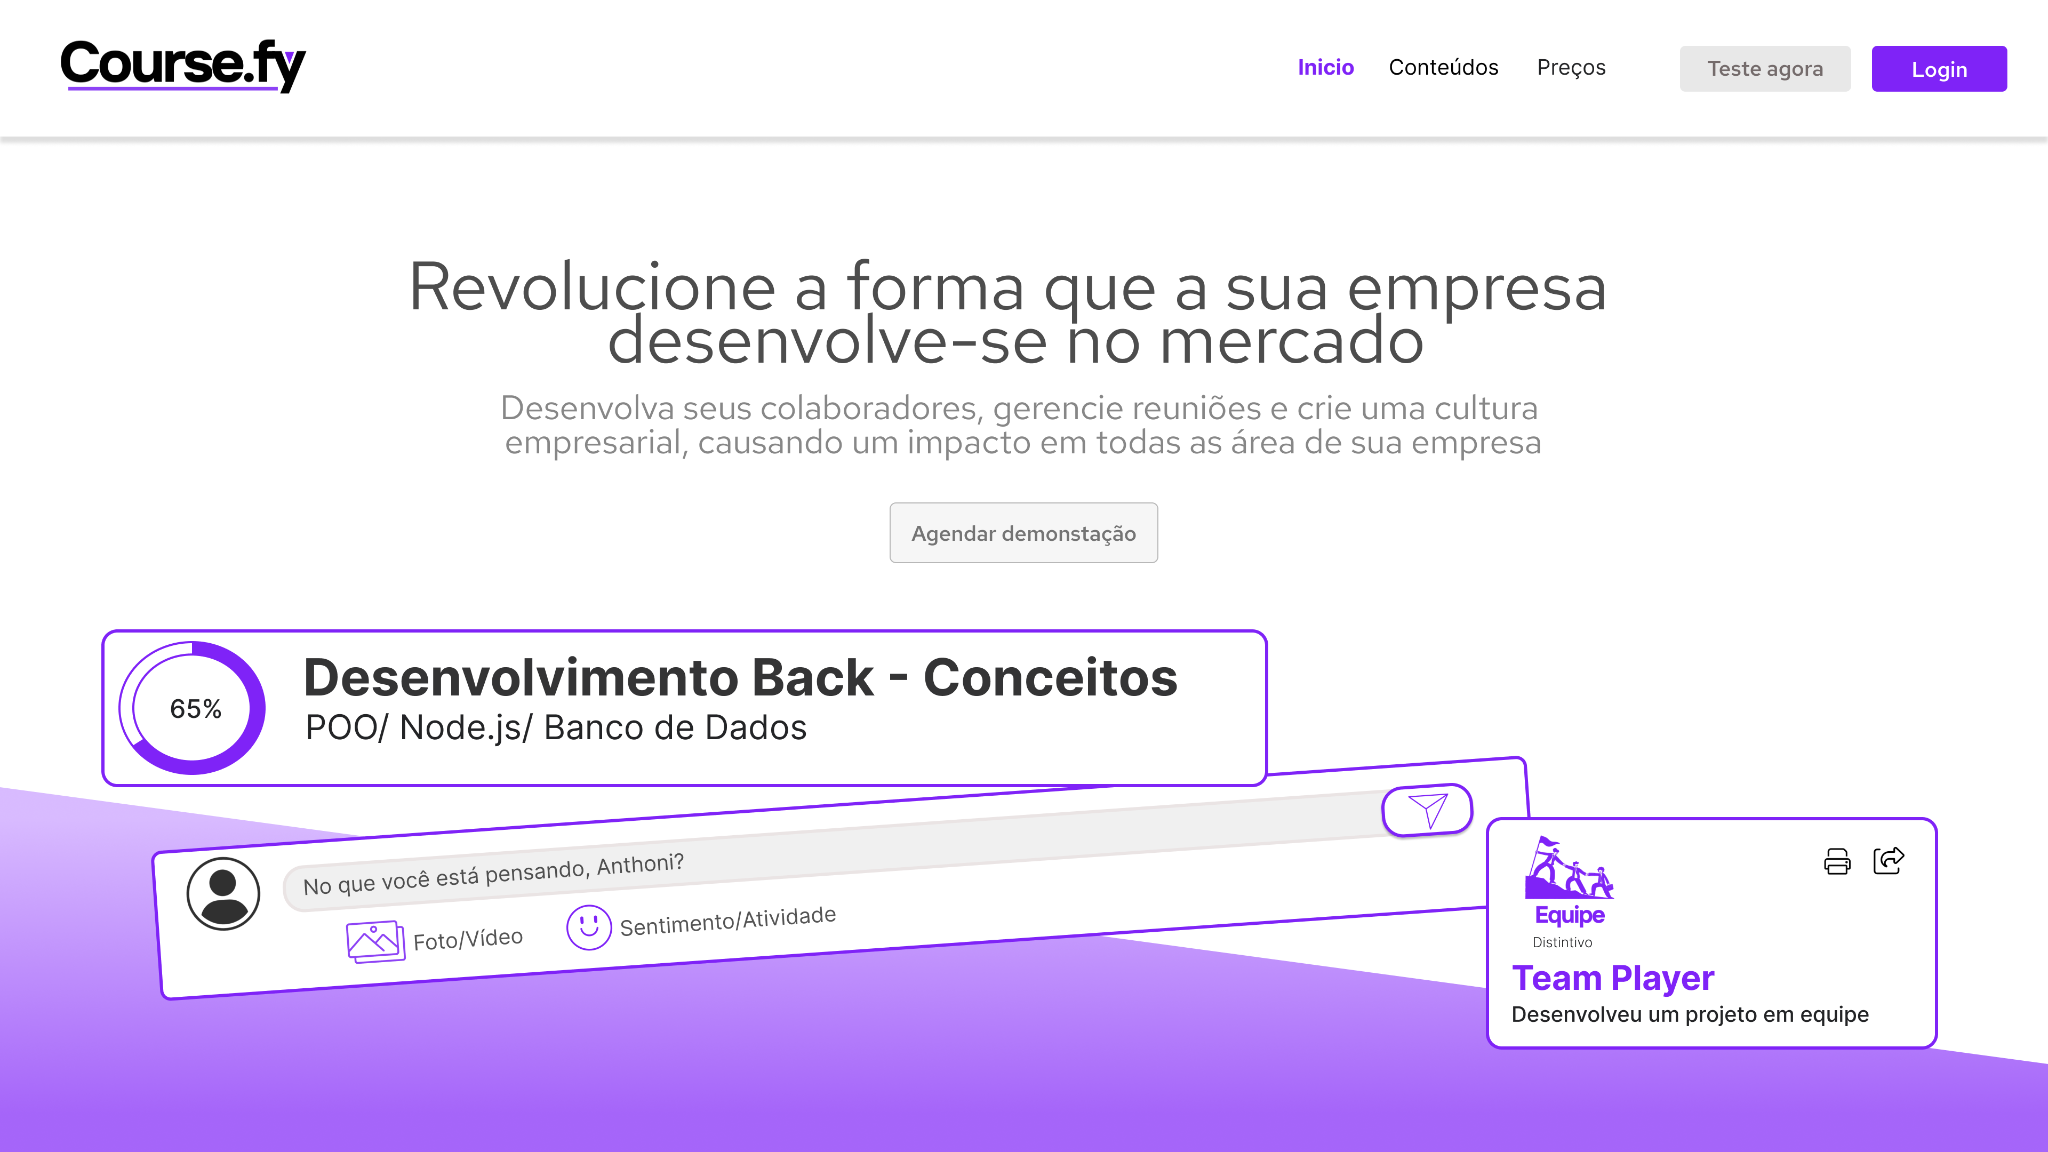 Course.fy
Inicio
Conteúdos
Preços
Teste agora
Login
Revolucione a forma que a sua empresa
desenvolve-se no mercado
Desenvolva seus colaboradores, gerencie reuniões e crie uma cultura
empresarial, causando um impacto em todas as área de sua empresa
Agendar demonstação
65%
Desenvolvimento Back - Conceitos
POO/ Node.js/ Banco de Dados
No que você está pensando, Anthoni?
Foto/Vídeo
Sentimento/Atividade
Equipe
Distintivo
Team Player
Desenvolveu um projeto em equipe